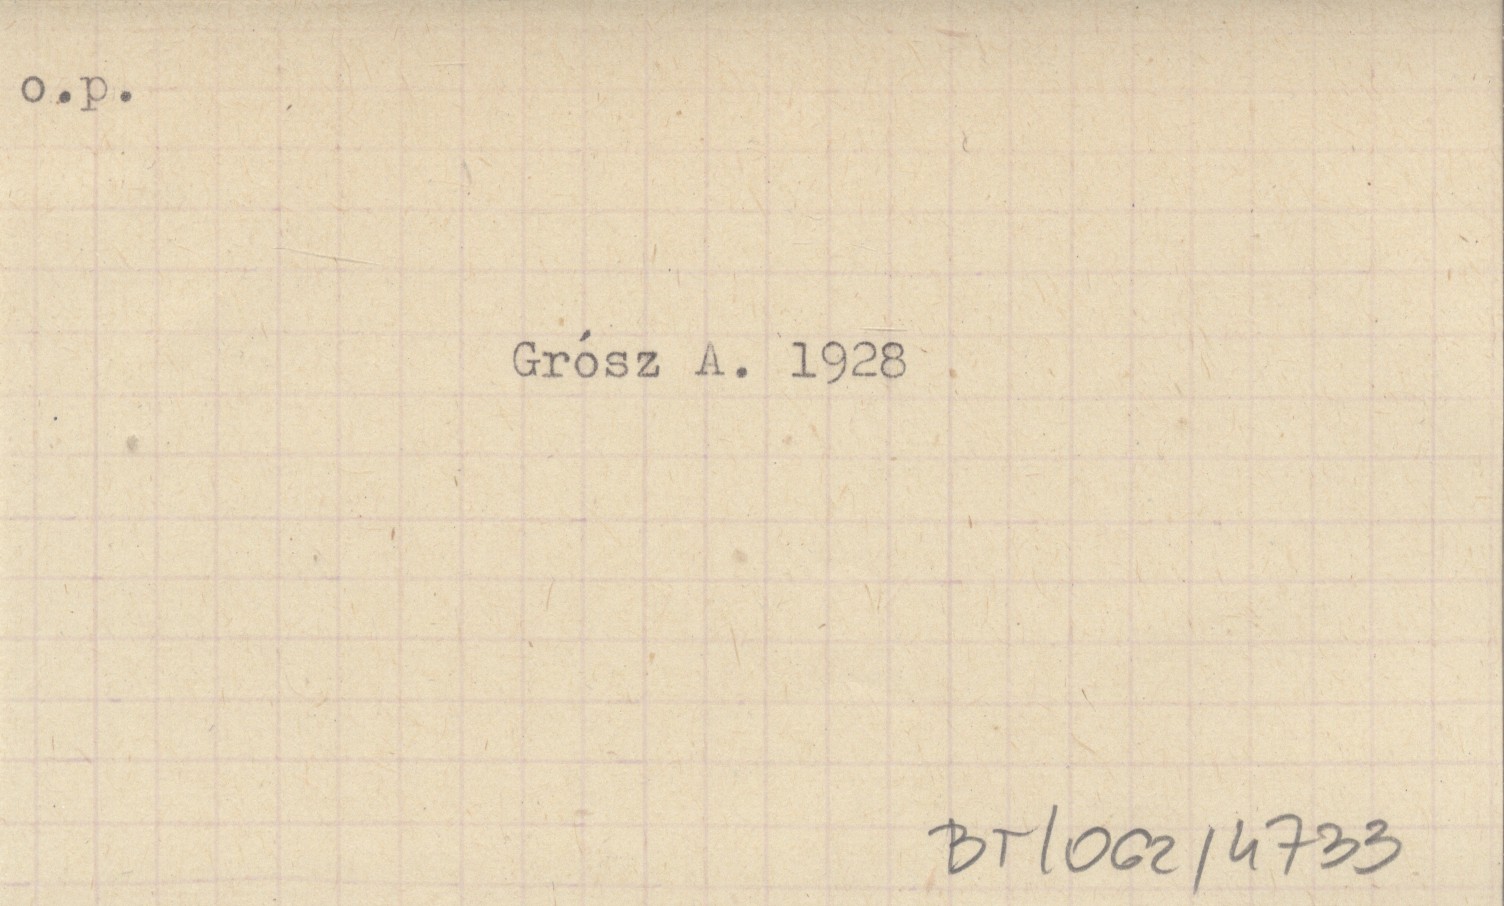 o.p.
Grósz A. 1928
BT/062/4733